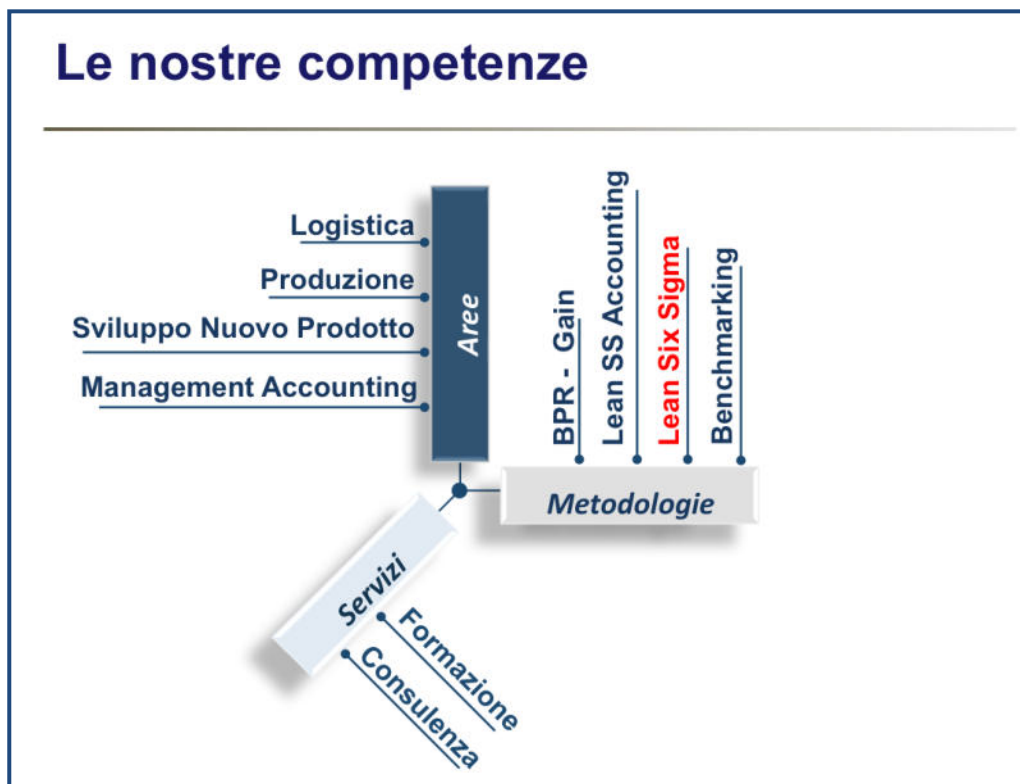 Le nostre competenze
Logistica
Produzione
Sviluppo Nuovo Prodotto
Management Accounting
Aree
BPR - Gain
Lean SS Accounting
Lean Six Sigma
Benchmarking
Metodologie
Servizi
Formazione
Consulenza